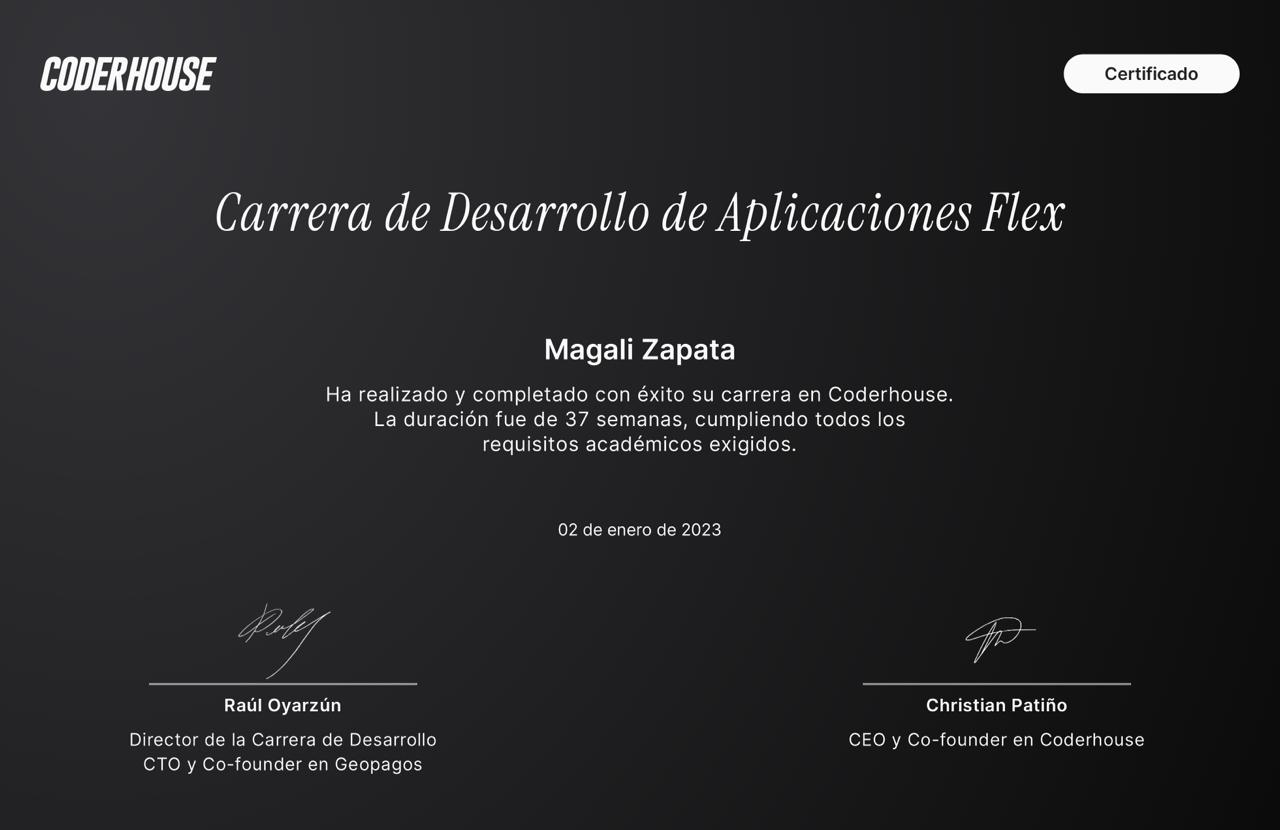 CODERHOUSE
Certificado
Carrera de Desarrollo de Aplicaciones Flex
Magali Zapata
Ha realizado y completado con éxito su carrera en Coderhouse.
La duración fue de 37 semanas, cumpliendo todos los
requisitos académicos exigidos.
02 de enero de 2023
Raúl Oyarzún
Director de la Carrera de Desarrollo
CTO y Co-founder en Geopagos
Christian Patiño
CEO y Co-founder en Coderhouse